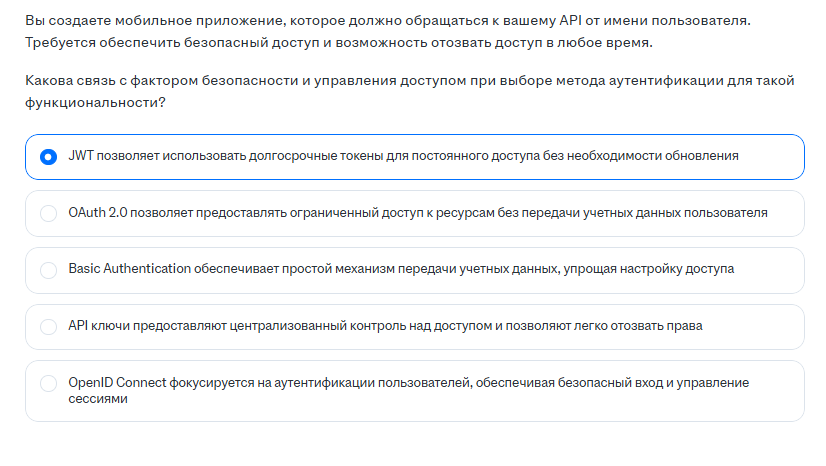 Вы создаете мобильное приложение, которое должно обращаться к вашему API от имени пользователя.
Требуется обеспечить безопасный доступ и возможность отозвать доступ в любое время.
Какова связь с фактором безопасности и управления доступом при выборе метода аутентификации для такой
функциональности?
JWT позволяет использовать долгосрочные токены для постоянного доступа без необходимости обновления
OAuth 2.0 позволяет предоставлять ограниченный доступ к ресурсам без передачи учетных данных пользователя
Basic Authentication обеспечивает простой механизм передачи учетных данных, упрощая настройку доступа
API ключи предоставляют централизованный контроль над доступом и позволяют легко отозвать права
OpenID Connect фокусируется на аутентификации пользователей, обеспечивая безопасный вход и управление
сессиями